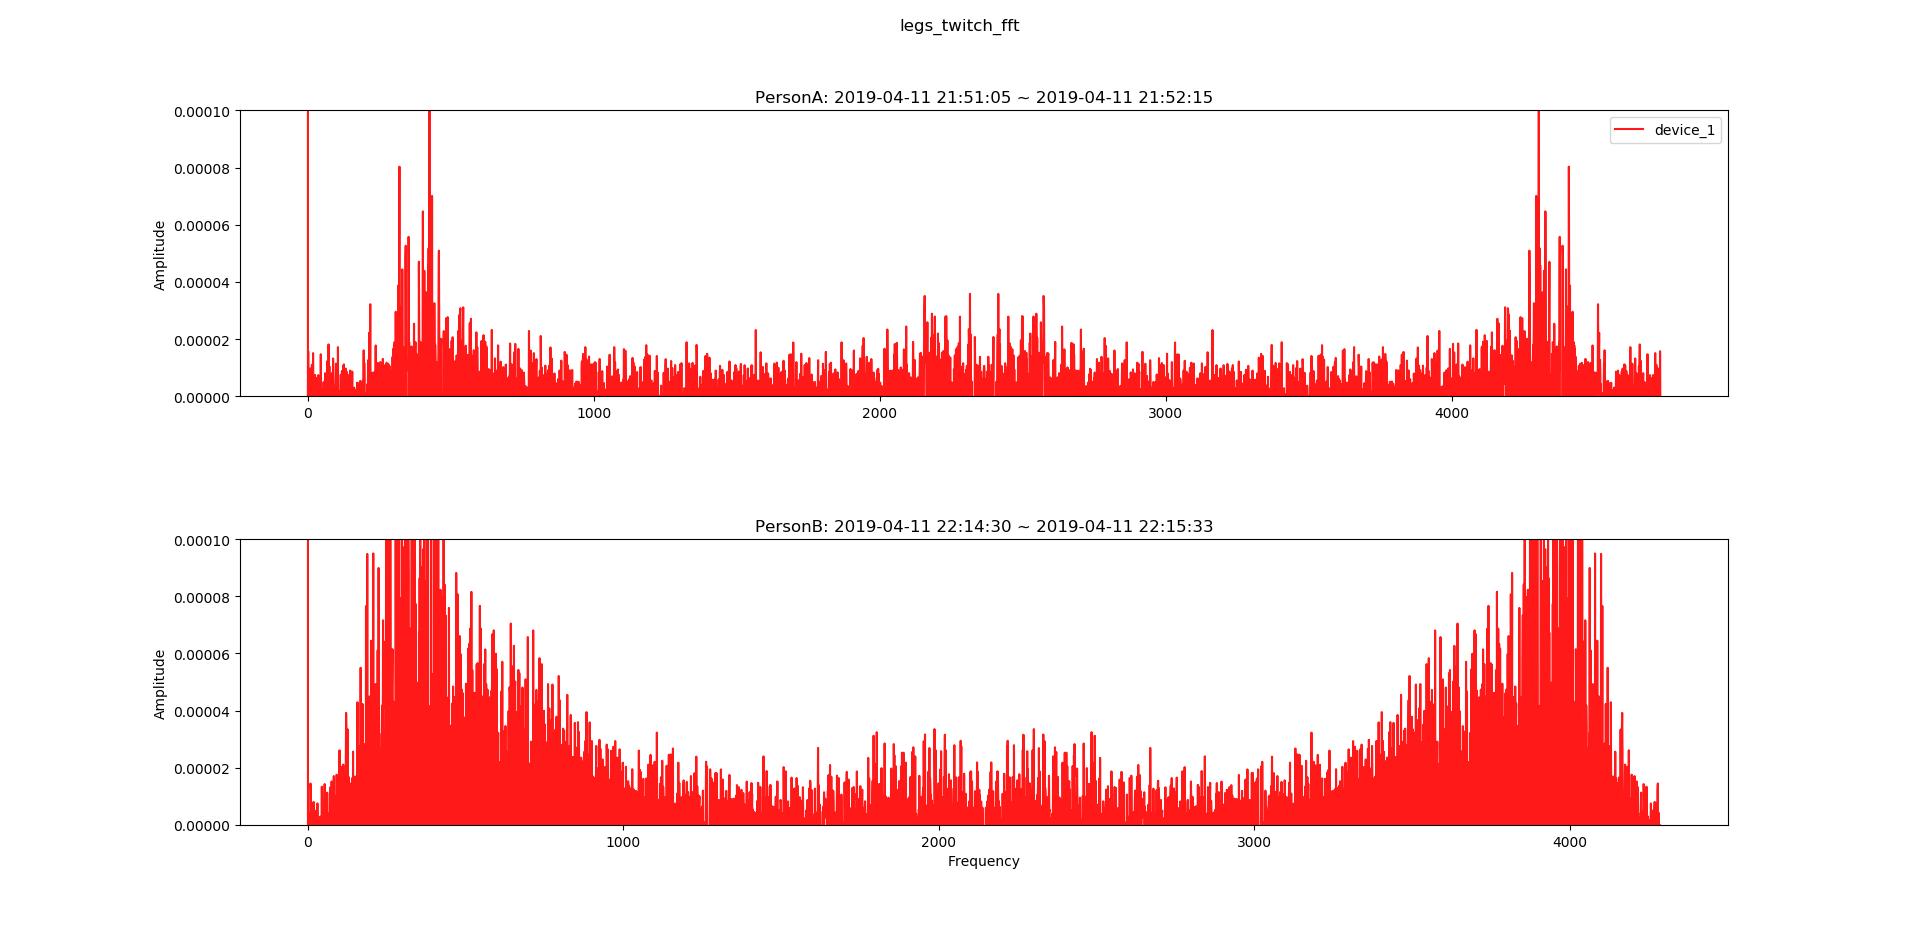 legs_twitch_fft
PersonA: 2019-04-11 21:51:05 ~ 2019-04-11 21:52:15
0.00010
0.00008
0.00006
0.00004
0.00002
0.00000
Amplitude
device_1
0 1000 2000 3000 4000
PersonB: 2019-04-11 22:14:30 ~ 2019-04-11 22:15:33
0.00010
0.00008
0.00006
0.00004
0.00002
0.00000
Amplitude
0 1000 2000 3000 4000
Frequency